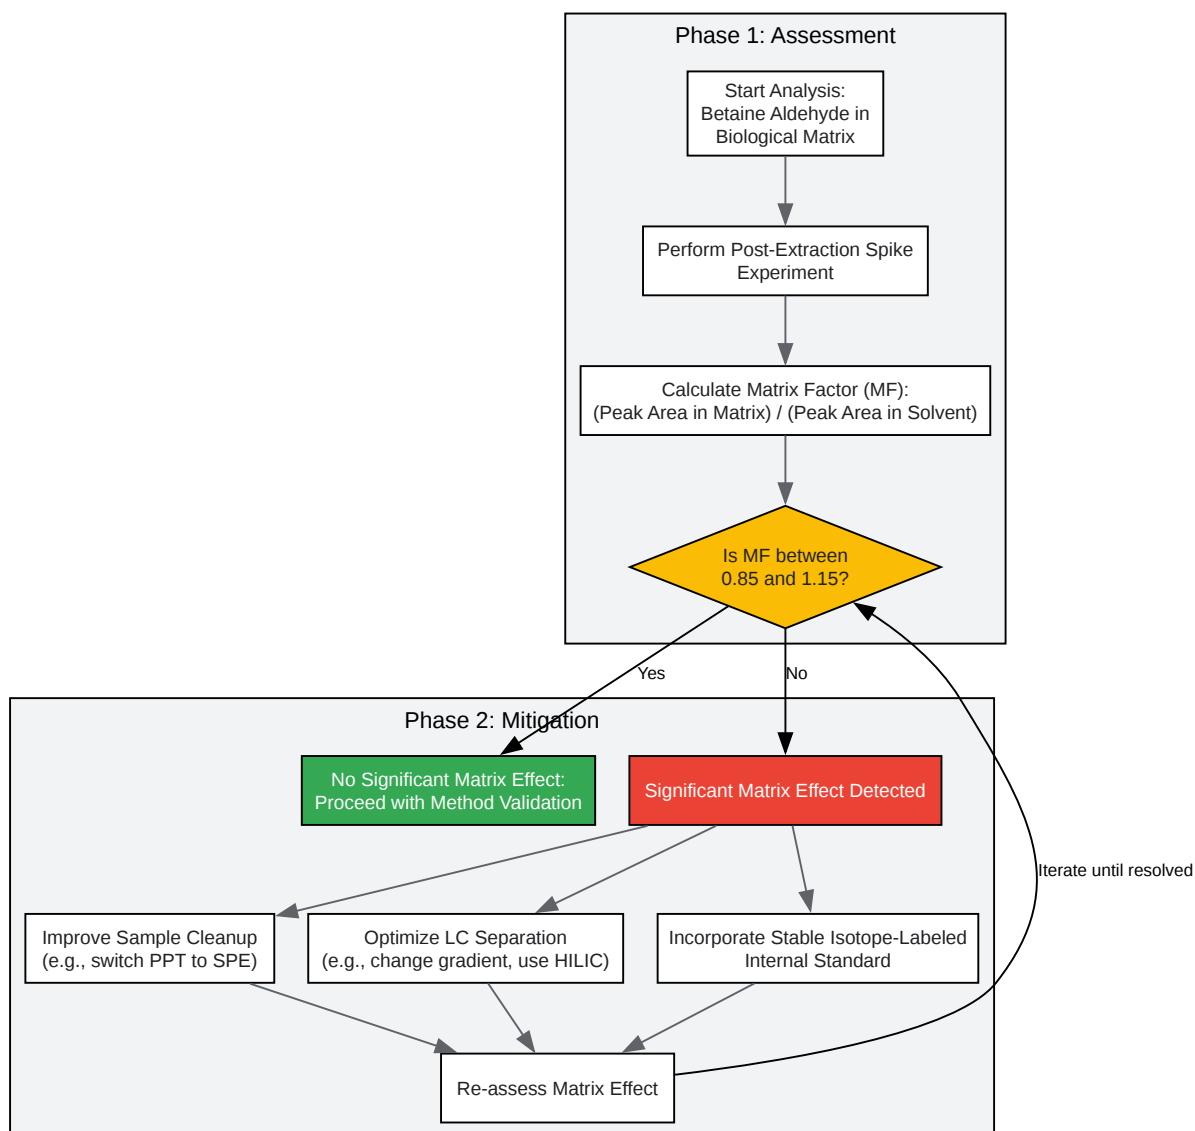 Phase 1: Assessment
Start Analysis:
Betaine Aldehyde in
Biological Matrix
Perform Post-Extraction Spike
Experiment
Calculate Matrix Factor (MF):
(Peak Area in Matrix) / (Peak Area in Solvent)
Is MF between
0.85 and 1.15?
Yes
No
Phase 2: Mitigation
No Significant Matrix Effect:
Proceed with Method Validation
Significant Matrix Effect Detected
Iterate until resolved
Improve Sample Cleanup
(e.g., switch PPT to SPE)
Optimize LC Separation
(e.g., change gradient, use HILIC)
Incorporate Stable Isotope-Labeled
Internal Standard
Re-assess Matrix Effect